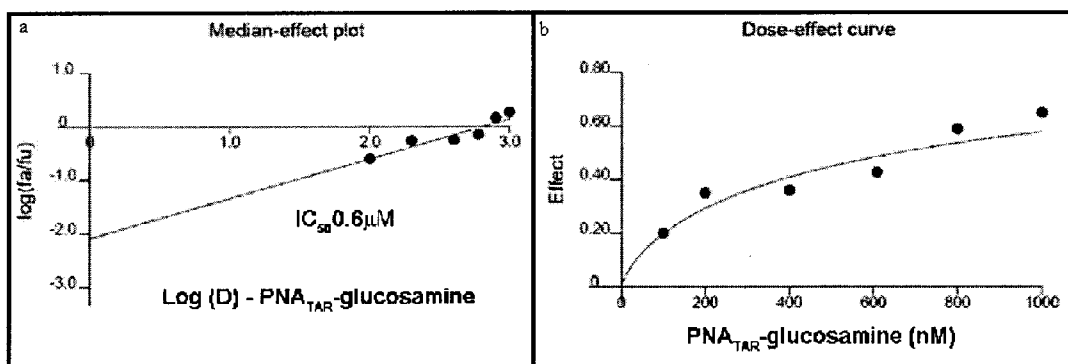 a
Median-effect plot
1.0
0
-1.0
-2.0
-3.0
0
1.0
2.0
3.0
log(fa/fu)
IC50 0.6μM
Log (D) - PNATAR-glucosamine
b
Dose-effect curve
0.80
0.60
0.40
0.20
0
Effect
0
200
400
600
800
1000
PNATAR-glucosamine (nM)